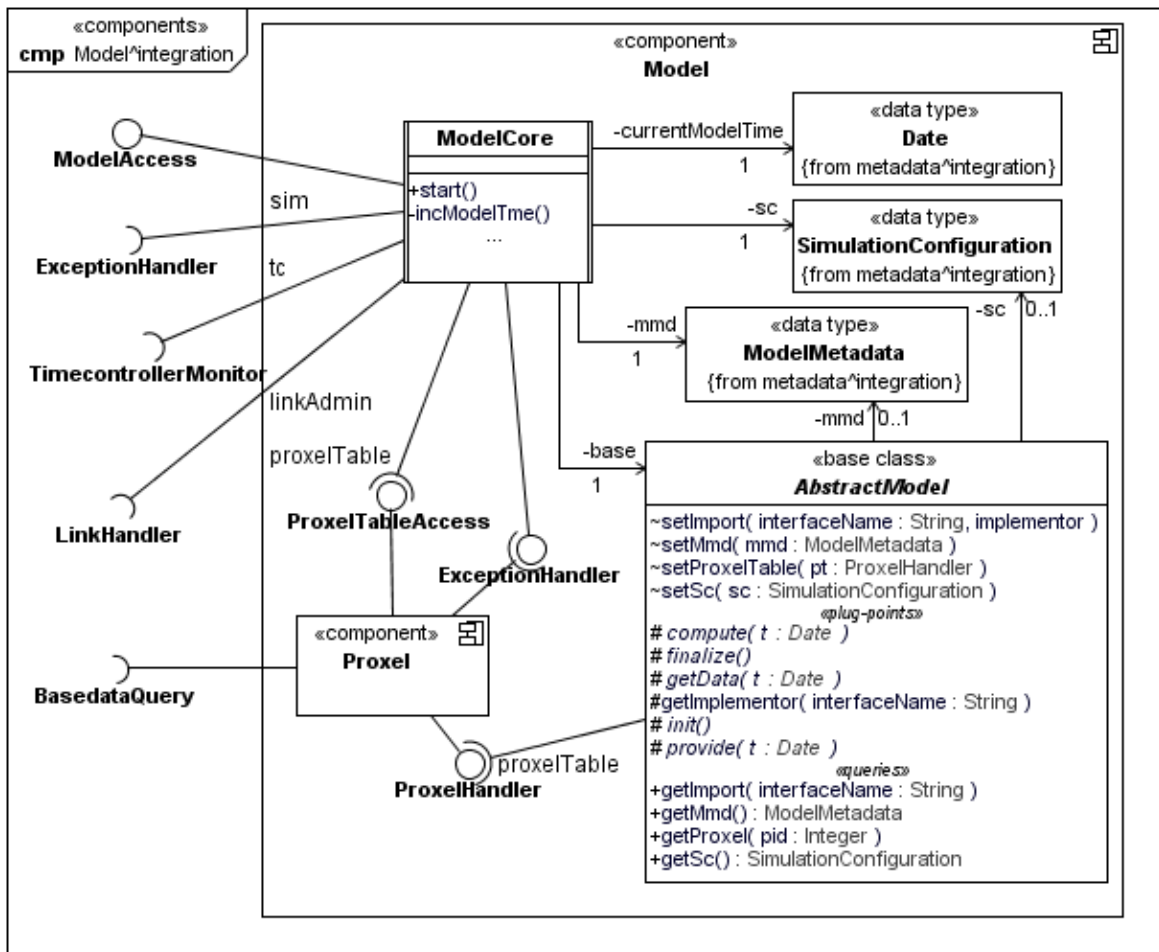 «components»
cmp Model^integration
«component»
Model
ModelAccess
ExceptionHandler
TimecontrollerMonitor
LinkHandler
BasedataQuery
sim
tc
linkAdmin
proxelTable
ModelCore
+start()
-incModelTme()
...
-currentModelTime
1
«data type»
Date
{from metadata^integration}
-sc
1
«data type»
SimulationConfiguration
{from metadata^integration}
-sc 0..1
-mmd
1
«data type»
ModelMetadata
{from metadata^integration}
-mmd 0..1
-base
1
ProxelTableAccess
ExceptionHandler
«component»
Proxel
ProxelHandler
proxelTable
«base class»
AbstractModel
~setImport( interfaceName : String, implementor )
~setMmd( mmd : ModelMetadata )
~setProxelTable( pt : ProxelHandler )
~setSc( sc : SimulationConfiguration )
«plug-points»
# compute( t : Date )
# finalize()
# getData( t : Date )
#getImplementor( interfaceName : String )
# init()
# provide( t : Date )
«queries»
+getImport( interfaceName : String )
+getMmd() : ModelMetadata
+getProxel( pid : Integer )
+getSc() : SimulationConfiguration